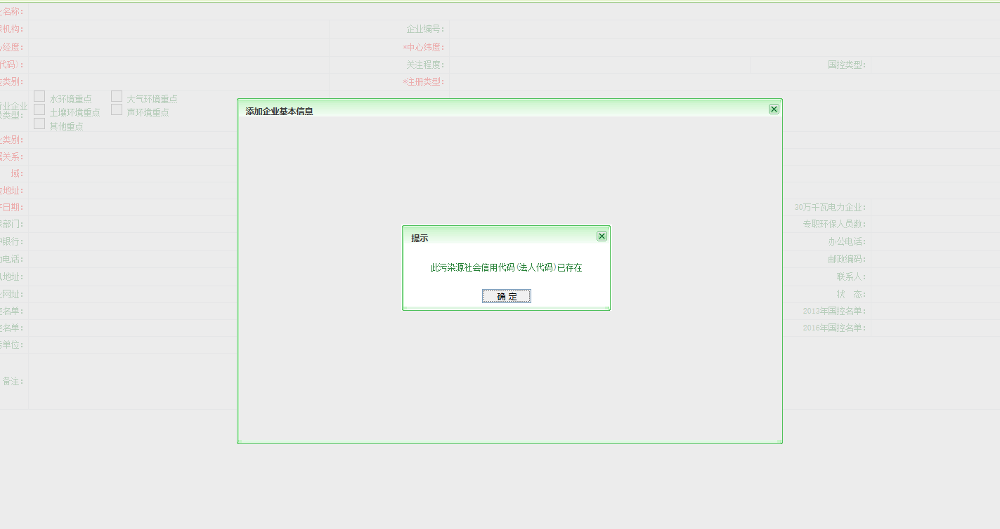 名称:
机构:
企业编号:
经度:
*中心纬度:
代码):
关注程度:
国控类型:
类别:
*注册类型:
水环境重点
大气环境重点
业企业
类型:
土壤环境重点
声环境重点
其他重点
添加企业基本信息
类别:
关系:
域:
地址:
日期:
30万千瓦电力企业:
部门:
专职环保人员数:
提示
银行:
办公电话:
电话:
邮政编码:
此污染源社会信用代码(法人代码)已存在
地址:
联系人:
网址:
确 定
状 态:
名单:
2013年国控名单:
名单:
2016年国控名单:
单位:
备注: